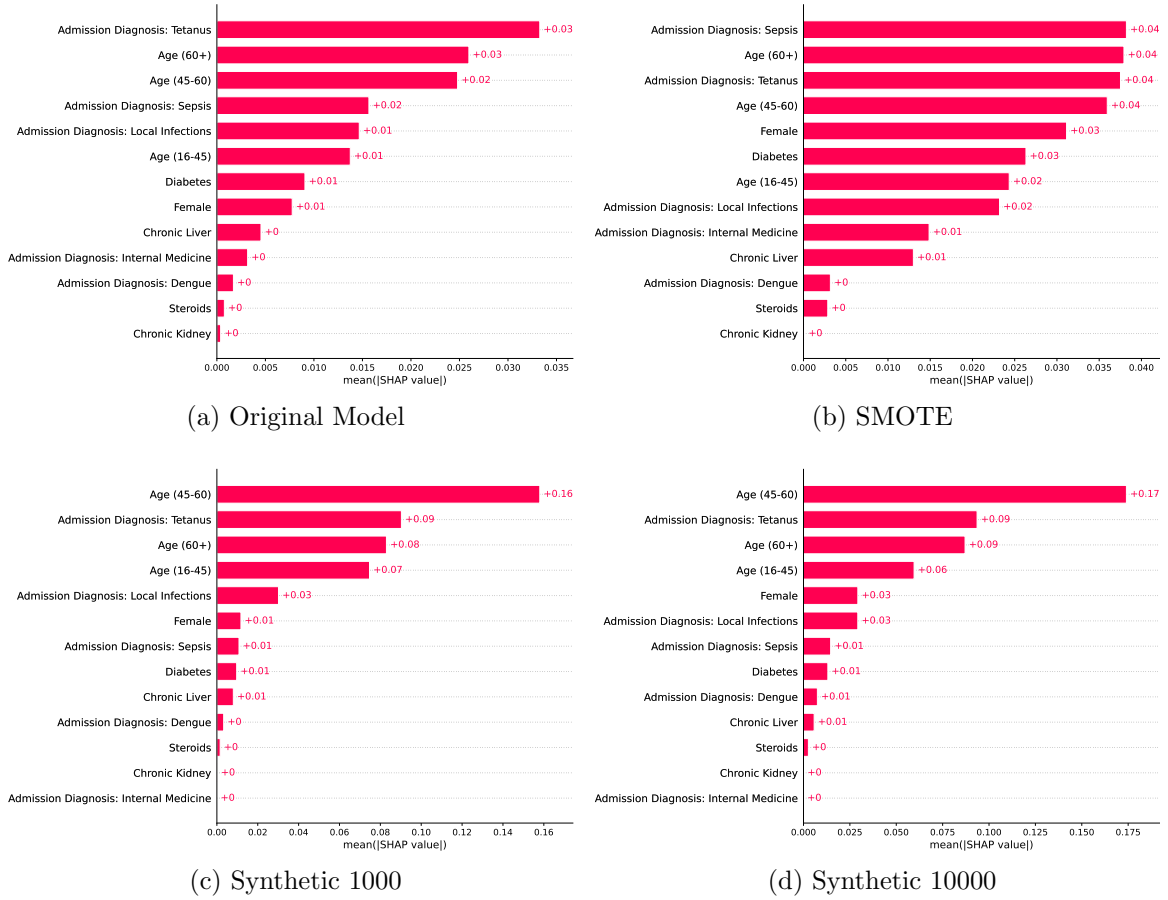 Admission Diagnosis: Tetanus +0.03
Age (60+) +0.03
Age (45-60) +0.02
Admission Diagnosis: Sepsis +0.02
Admission Diagnosis: Local Infections +0.01
Age (16-45) +0.01
Diabetes +0.01
Female +0.01
Chronic Liver +0
Admission Diagnosis: Internal Medicine +0
Admission Diagnosis: Dengue +0
Steroids +0
Chronic Kidney +0
0.000 0.005 0.010 0.015 0.020 0.025 0.030 0.035
mean(|SHAP value|)
(a) Original Model
Admission Diagnosis: Sepsis +0.04
Age (60+) +0.04
Admission Diagnosis: Tetanus +0.04
Age (45-60) +0.04
Female +0.03
Diabetes +0.03
Age (16-45) +0.02
Admission Diagnosis: Local Infections +0.02
Admission Diagnosis: Internal Medicine +0.01
Chronic Liver +0.01
Admission Diagnosis: Dengue +0
Steroids +0
Chronic Kidney +0
0.000 0.005 0.010 0.015 0.020 0.025 0.030 0.035 0.040
mean(|SHAP value|)
(b) SMOTE
Age (45-60) +0.16
Admission Diagnosis: Tetanus +0.09
Age (60+) +0.08
Age (16-45) +0.07
Admission Diagnosis: Local Infections +0.03
Female +0.01
Admission Diagnosis: Sepsis +0.01
Diabetes +0.01
Chronic Liver +0.01
Admission Diagnosis: Dengue +0
Steroids +0
Chronic Kidney +0
Admission Diagnosis: Internal Medicine +0
0.00 0.02 0.04 0.06 0.08 0.10 0.12 0.14 0.16
mean(|SHAP value|)
(c) Synthetic 1000
Age (45-60) +0.17
Admission Diagnosis: Tetanus +0.09
Age (60+) +0.09
Age (16-45) +0.06
Female +0.03
Admission Diagnosis: Local Infections +0.03
Admission Diagnosis: Sepsis +0.01
Diabetes +0.01
Admission Diagnosis: Dengue +0.01
Chronic Liver +0.01
Steroids +0
Chronic Kidney +0
Admission Diagnosis: Internal Medicine +0
0.000 0.025 0.050 0.075 0.100 0.125 0.150 0.175
mean(|SHAP value|)
(d) Synthetic 10000